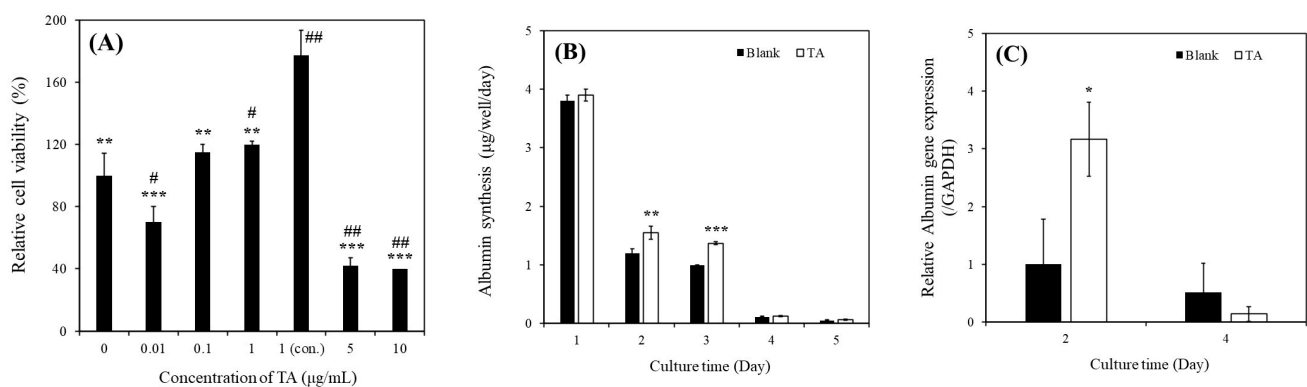 (A)
Relative cell viability (%)
200
160
120
80
40
0
**
#
***
**
#
**
##
##
***
##
***
0 0.01 0.1 1 1 (con.) 5 10
Concentration of TA (μg/mL)
(B)
Blank TA
Albumin synthesis (μg/well/day)
5
4
3
2
1
0
**
***
1 2 3 4 5
Culture time (Day)
(C)
Blank TA
Relative Albumin gene expression
(/GAPDH)
5
4
3
2
1
0
*
2 4
Culture time (Day)